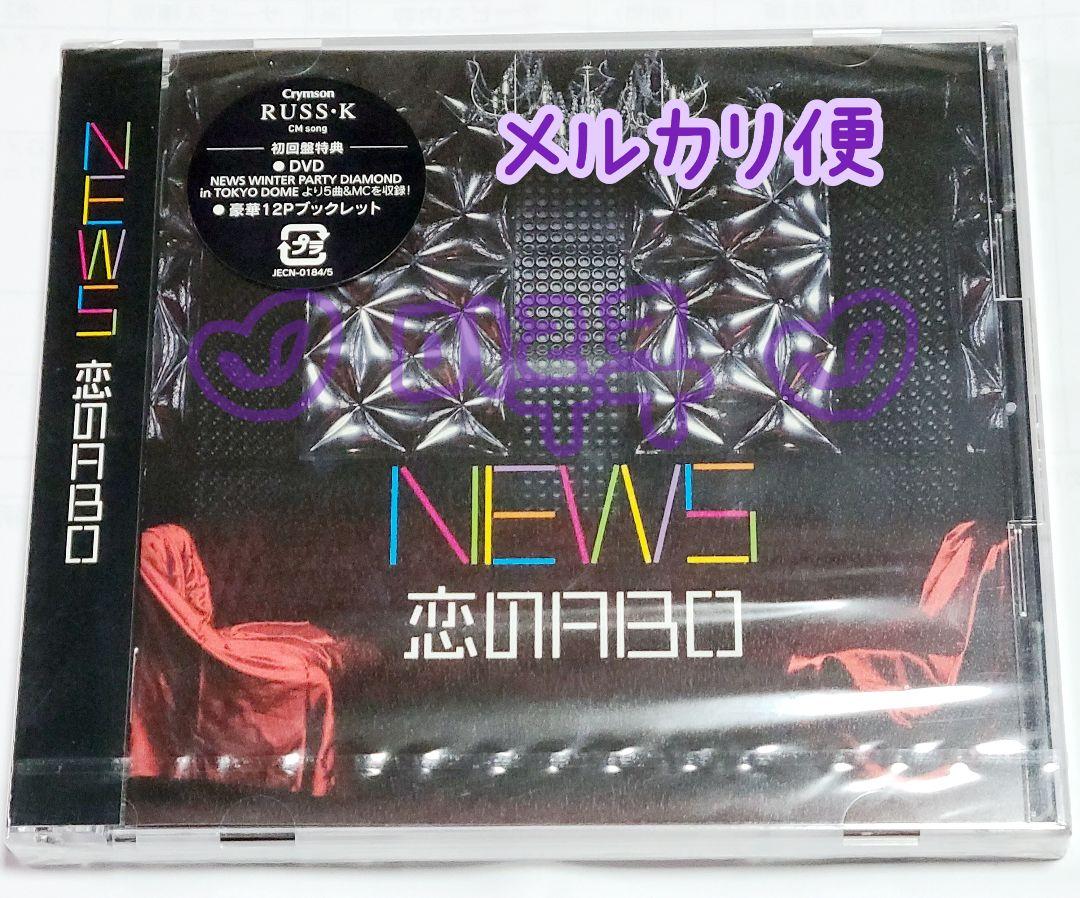 NEWS 恋のABO
Crymson
RUSS・K
CM song
初回盤特典
● DVD
NEWS WINTER PARTY DIAMOND
in TOKYO DOME より5曲&MCを収録!
● 豪華12Pブックレット
プラ
JECN-0184/5
メルカリ便
NEWS
恋のABO